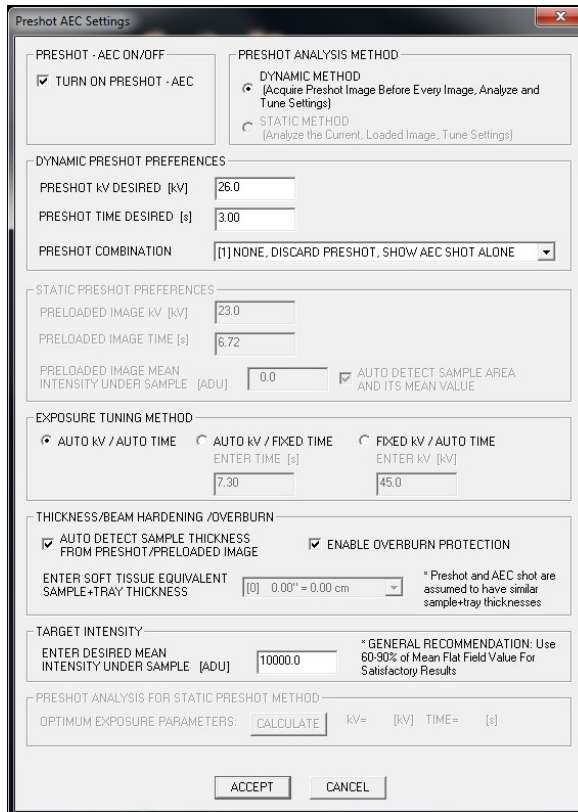 Preshot AEC Settings
PRESHOT - AEC ON/OFF
TURN ON PRESHOT - AEC
PRESHOT ANALYSIS METHOD
DYNAMIC METHOD
(Acquire Preshot Image Before Every Image, Analyze and
Tune Settings)
STATIC METHOD
(Analyze the Current, Loaded Image, Tune Settings)
DYNAMIC PRESHOT PREFERENCES
PRESHOT kV DESIRED [kV] 26.0
PRESHOT TIME DESIRED [s] 3.00
PRESHOT COMBINATION [1] NONE, DISCARD PRESHOT, SHOW AEC SHOT ALONE
STATIC PRESHOT PREFERENCES
PRELOADED IMAGE kV [kV] 23.0
PRELOADED IMAGE TIME [s] 6.72
PRELOADED IMAGE MEAN
INTENSITY UNDER SAMPLE [ADU] 0.0
AUTO DETECT SAMPLE AREA
AND ITS MEAN VALUE
EXPOSURE TUNING METHOD
AUTO kV / AUTO TIME AUTO kV / FIXED TIME FIXED kV / AUTO TIME
ENTER TIME [s] ENTER kV [kV]
7.30 45.0
THICKNESS/BEAM HARDENING /OVERBURN
AUTO DETECT SAMPLE THICKNESS
FROM PRESHOT/PRELOADED IMAGE
ENABLE OVERBURN PROTECTION
ENTER SOFT TISSUE EQUIVALENT
SAMPLE+TRAY THICKNESS
[0] 0.00" = 0.00 cm
* Preshot and AEC shot are
assumed to have similar
sample+tray thicknesses
TARGET INTENSITY
ENTER DESIRED MEAN
INTENSITY UNDER SAMPLE [ADU] 10000.0
* GENERAL RECOMMENDATION: Use
60-90% of Mean Flat Field Value For
Satisfactory Results
PRESHOT ANALYSIS FOR STATIC PRESHOT METHOD
OPTIMUM EXPOSURE PARAMETERS: CALCULATE kV= [kV] TIME= [s]
ACCEPT CANCEL